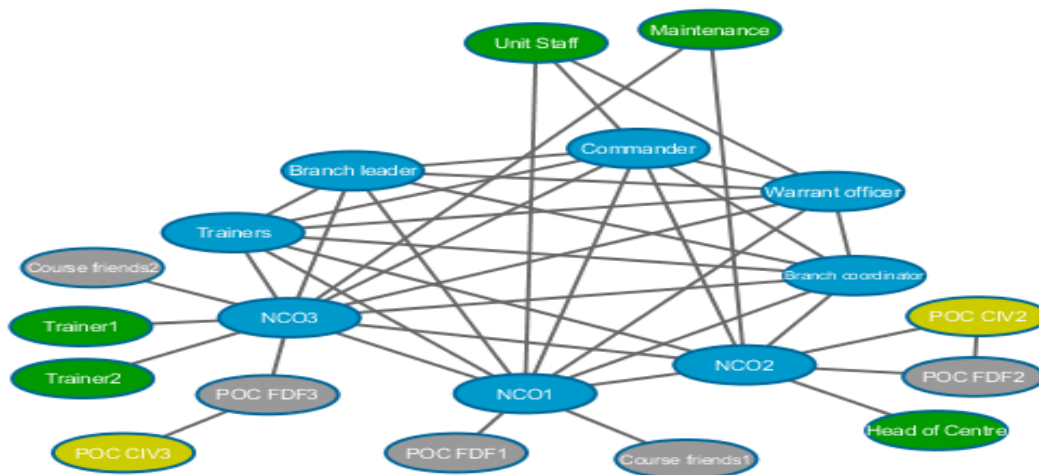 Maintenance
Unit Staff
Commander
Branch leader
Warrant officer
Trainers
Course friends2
Branch coordinator
NCO3
POC CIV2
Trainer1
NCO2
Trainer2
POC FDF2
POC FDF3
NCO1
Head of Centre
POC CIV3
POC FDF1
Course friends1